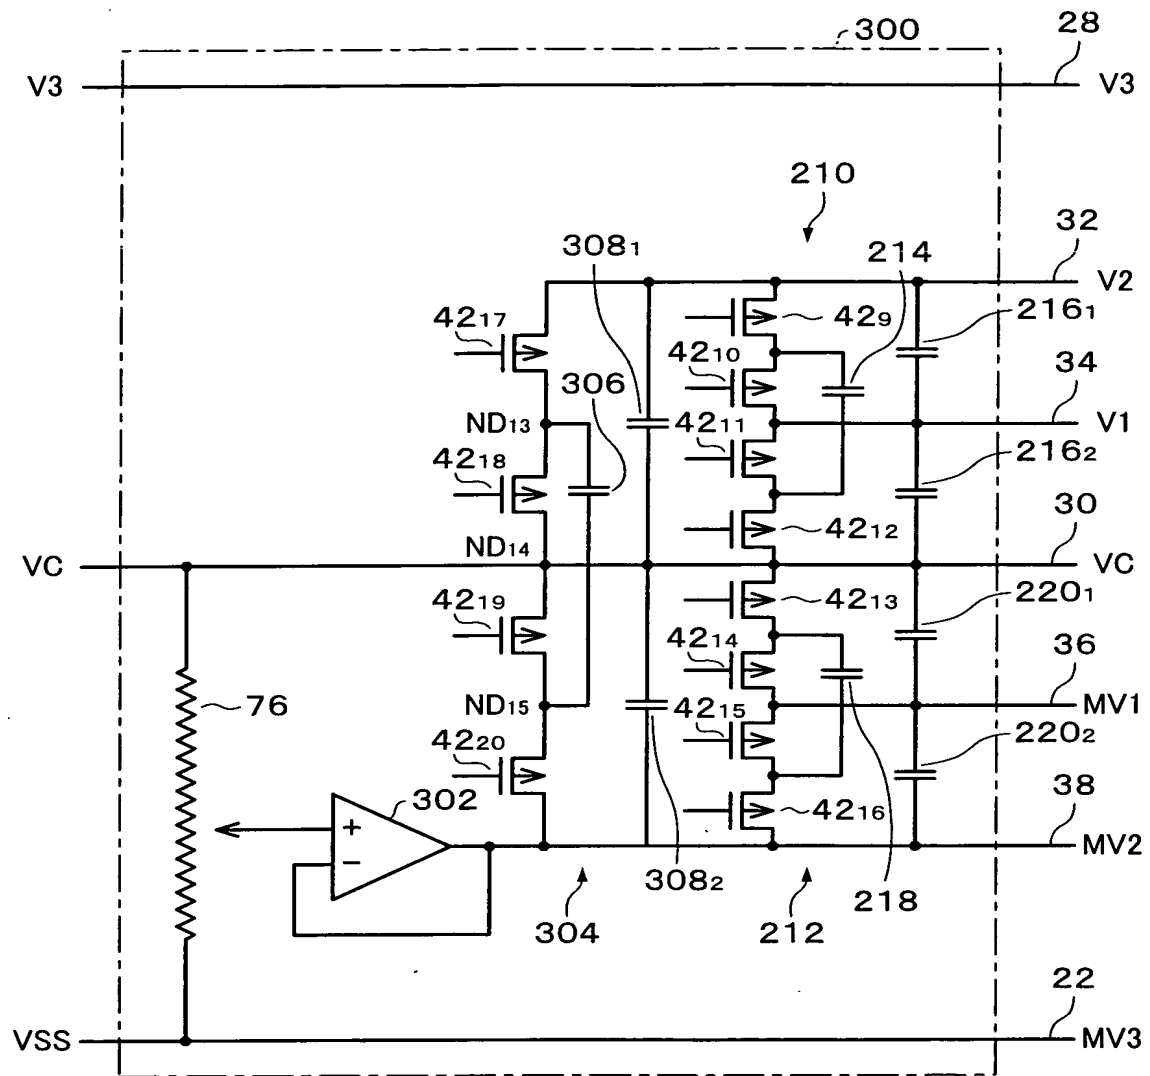 300
28
V3
V3
210
32
308₁
214
V2
42₁₇
42₉
216₁
42₁₀
306
34
ND₁₃
V1
42₁₁
42₁₈
216₂
42₁₂
30
ND₁₄
VC
VC
42₁₉
42₁₃
220₁
42₁₄
36
76
ND₁₅
MV1
42₁₅
42₂₀
220₂
302
42₁₆
38
+
−
MV2
308₂
218
304
212
22
VSS
MV3